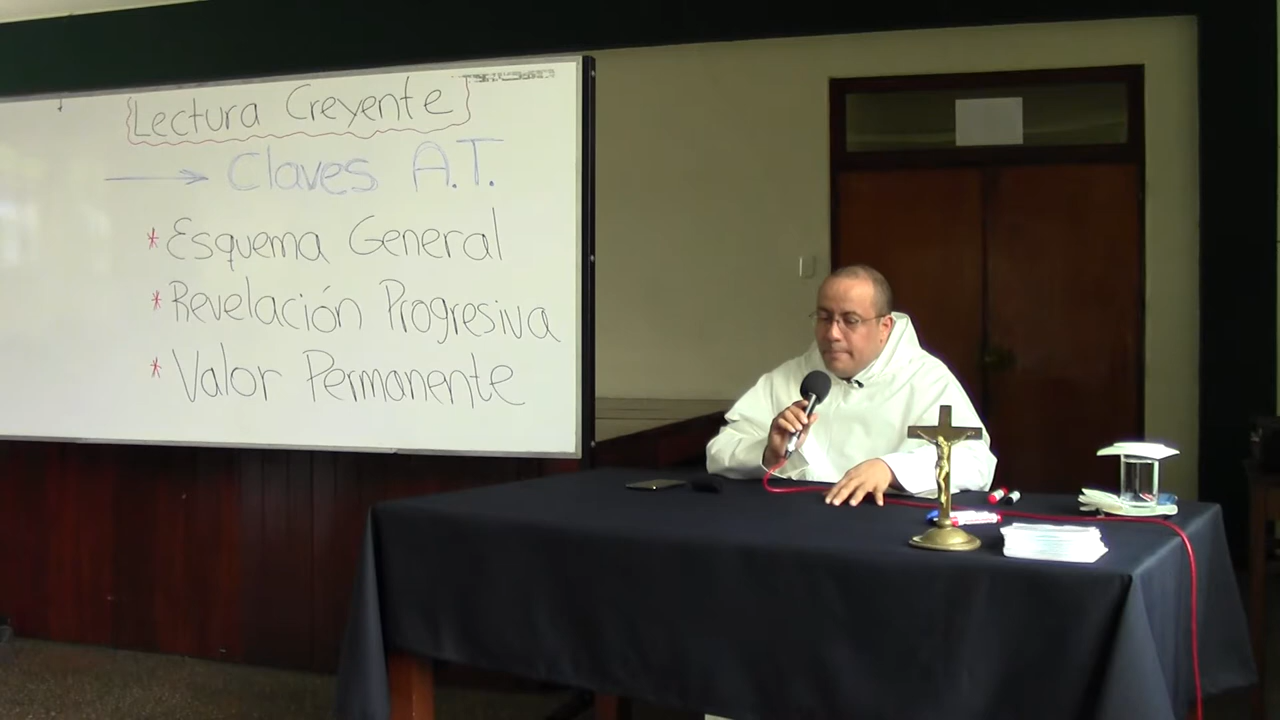 Lectura Creyente
→ Claves A.T.
* Esquema General
* Revelación Progresiva
* Valor Permanente